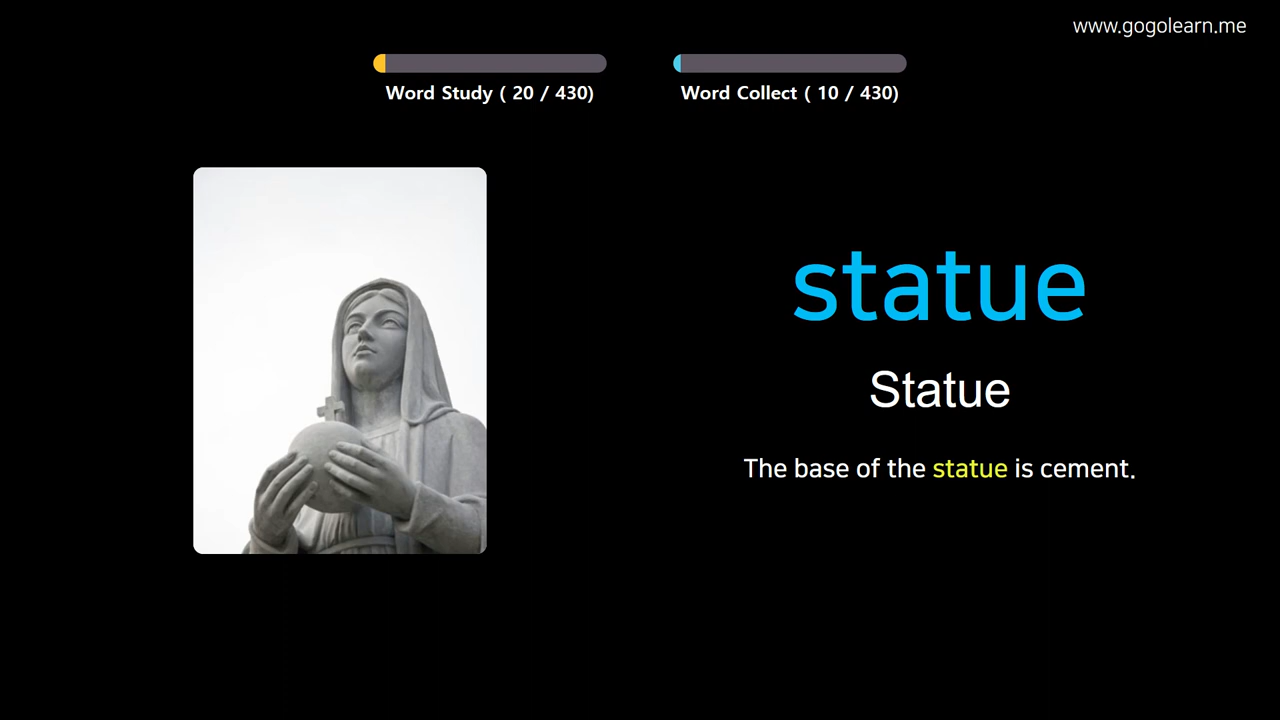 www.gogolearn.me
Word Study ( 20 / 430)
Word Collect ( 10 / 430)
statue
Statue
The base of the statue is cement.